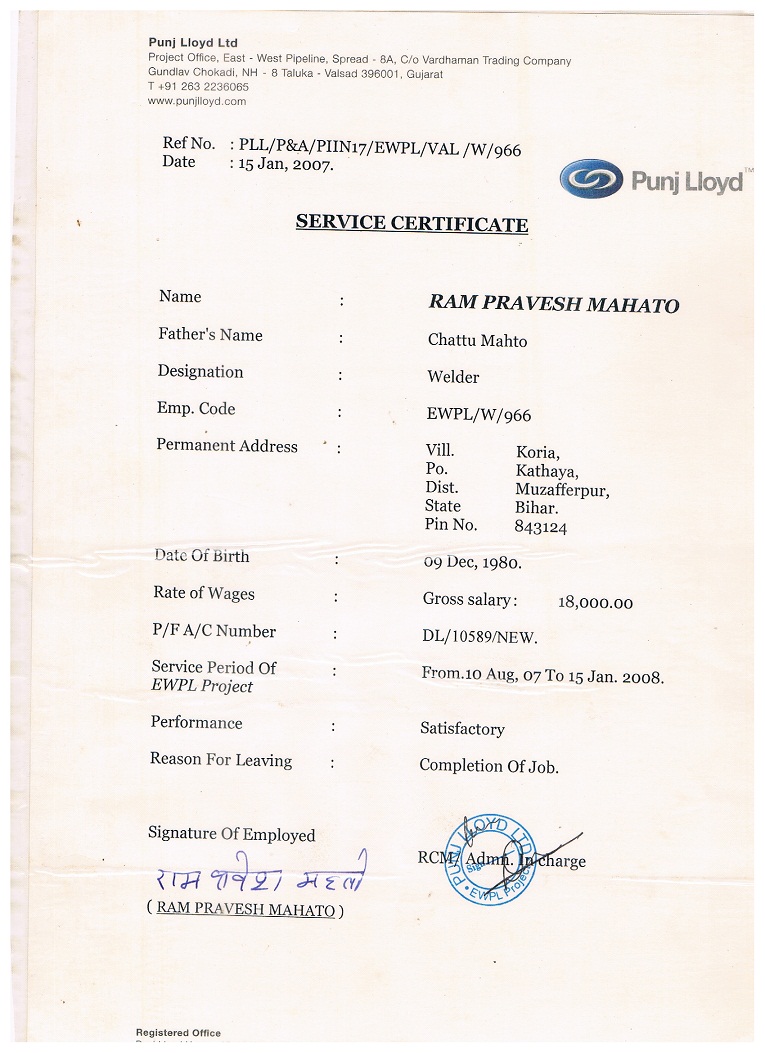 Punj Lloyd Ltd
Project Office, East - West Pipeline, Spread - 8A, C/o Vardhaman Trading Company
Gundlav Chokadi, NH - 8 Taluka - Valsad 396001, Gujarat
T +91 263 2236065
www.punjlloyd.com
Ref No. : PLL/P&A/PIIN17/EWPL/VAL /W/966
Date : 15 Jan, 2007.
Punj Lloyd™
SERVICE CERTIFICATE
Name : RAM PRAVESH MAHATO
Father's Name : Chattu Mahto
Designation : Welder
Emp. Code : EWPL/W/966
Permanent Address : Vill. Koria,
Po. Kathaya,
Dist. Muzafferpur,
State Bihar.
Pin No. 843124
Date Of Birth : 09 Dec, 1980.
Rate of Wages : Gross salary : 18,000.00
P/F A/C Number : DL/10589/NEW.
Service Period Of : From.10 Aug, 07 To 15 Jan. 2008.
EWPL Project
Performance : Satisfactory
Reason For Leaving : Completion Of Job.
Signature Of Employed
RCM/ Admn. In-charge
PUNJ LLOYD LTD
EWPL Project
राम प्रवेश महतो
( RAM PRAVESH MAHATO )
Registered Office